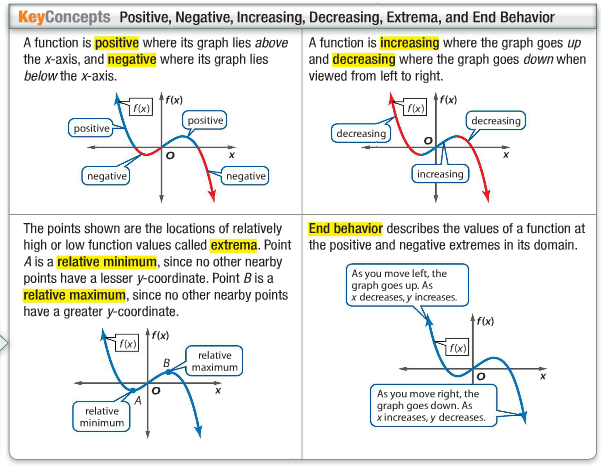 KeyConcepts Positive, Negative, Increasing, Decreasing, Extrema, and End Behavior
A function is positive where its graph lies above
the x-axis, and negative where its graph lies
below the x-axis.
f(x)
f(x)
positive
positive
negative
negative
O
x
A function is increasing where the graph goes up
and decreasing where the graph goes down when
viewed from left to right.
f(x)
f(x)
decreasing
decreasing
increasing
O
x
The points shown are the locations of relatively
high or low function values called extrema. Point
A is a relative minimum, since no other nearby
points have a lesser y-coordinate. Point B is a
relative maximum, since no other nearby points
have a greater y-coordinate.
f(x)
f(x)
B
relative
maximum
A
O
x
relative
minimum
End behavior describes the values of a function at
the positive and negative extremes in its domain.
As you move left, the
graph goes up. As
x decreases, y increases.
f(x)
f(x)
O
x
As you move right, the
graph goes down. As
x increases, y decreases.